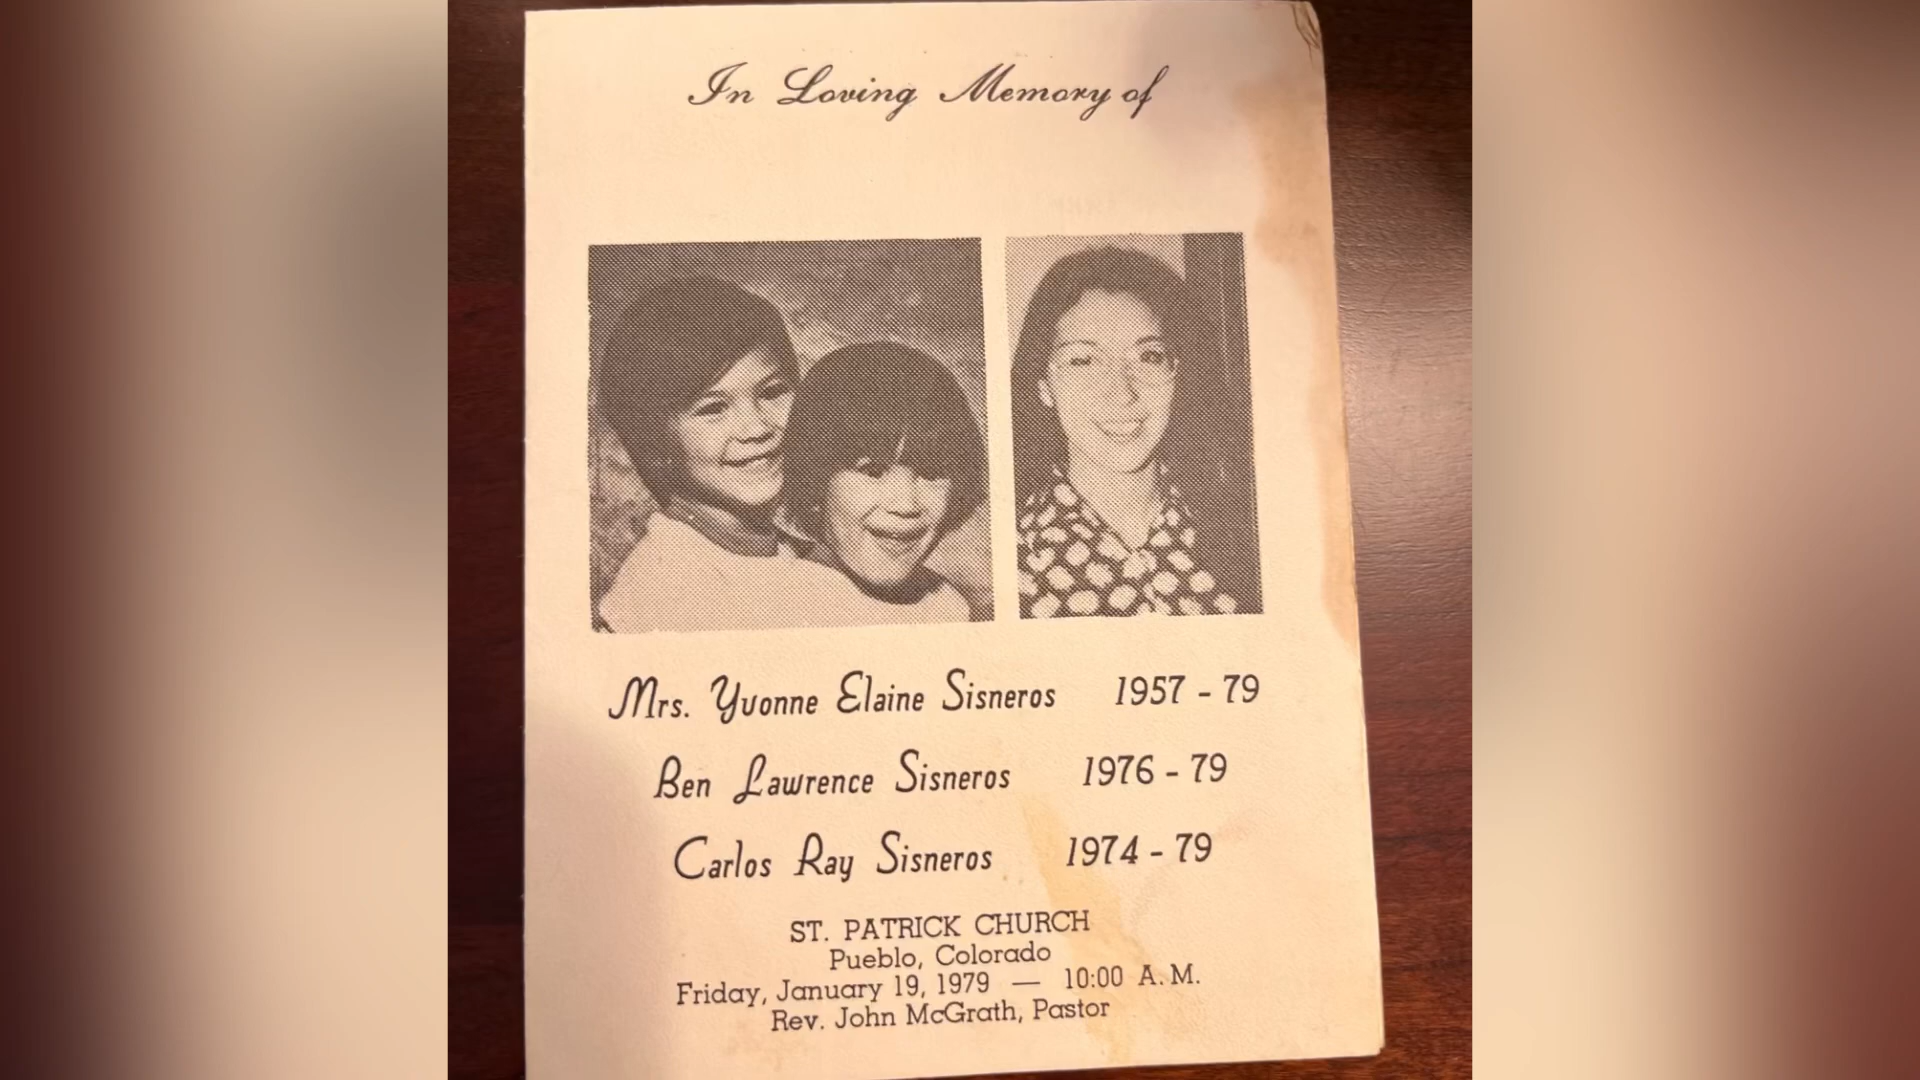 In Loving Memory of
Mrs. Yvonne Elaine Sisneros 1957 - 79
Ben Lawrence Sisneros 1976 - 79
Carlos Ray Sisneros 1974 - 79
ST. PATRICK CHURCH
Pueblo, Colorado
Friday, January 19, 1979 — 10:00 A.M.
Rev. John McGrath, Pastor